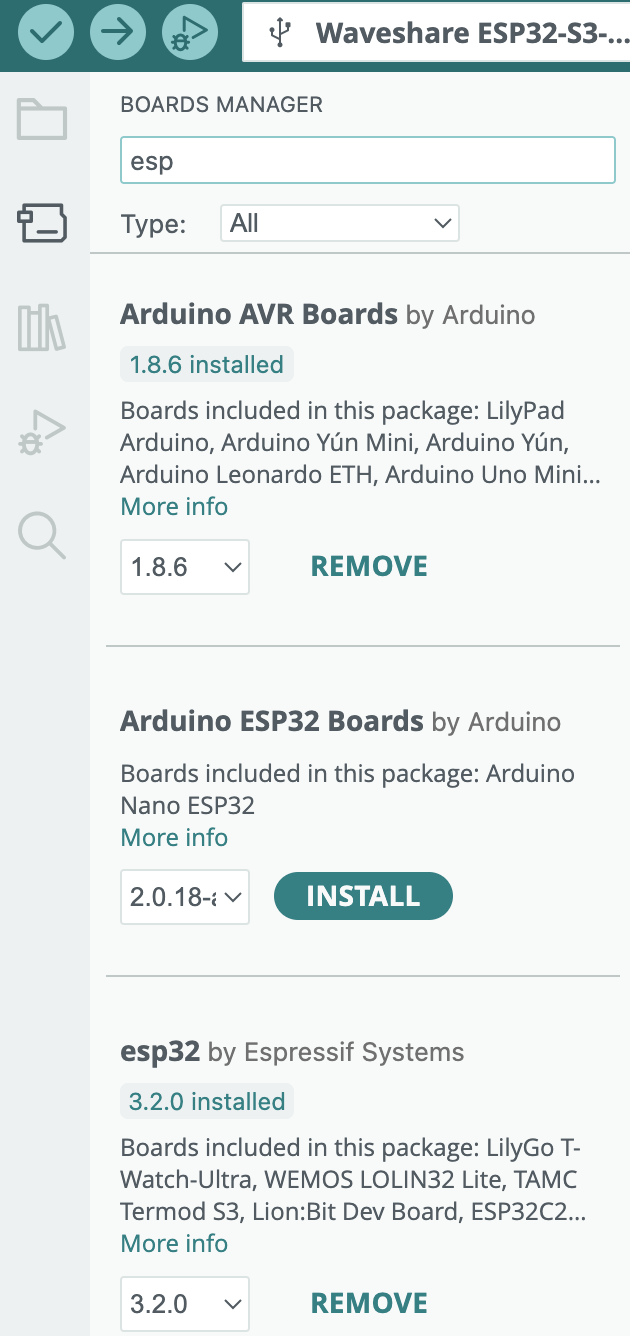 Waveshare ESP32-S3-...
BOARDS MANAGER
esp
Type: All
Arduino AVR Boards by Arduino
1.8.6 installed
Boards included in this package: LilyPad
Arduino, Arduino Yún Mini, Arduino Yún,
Arduino Leonardo ETH, Arduino Uno Mini...
More info
1.8.6 REMOVE
Arduino ESP32 Boards by Arduino
Boards included in this package: Arduino
Nano ESP32
More info
2.0.18-a INSTALL
esp32 by Espressif Systems
3.2.0 installed
Boards included in this package: LilyGo T-
Watch-Ultra, WEMOS LOLIN32 Lite, TAMC
Termod S3, Lion:Bit Dev Board, ESP32C2...
More info
3.2.0 REMOVE